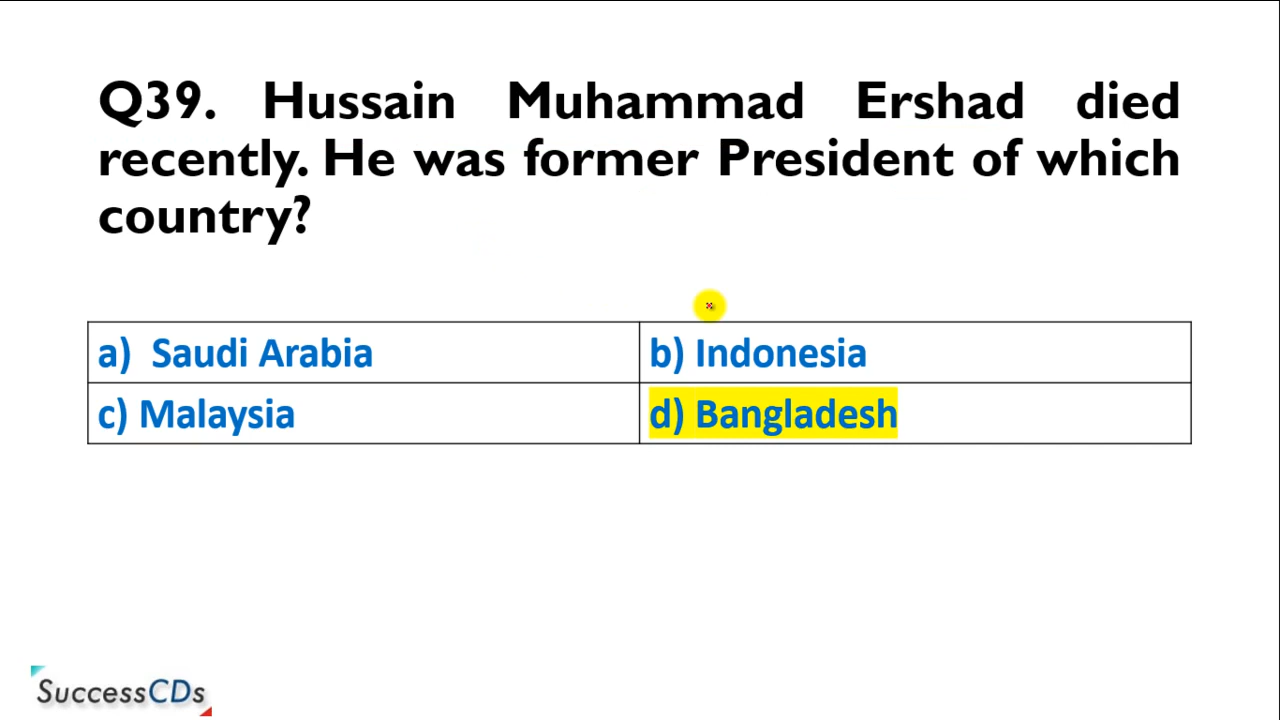 Q39. Hussain Muhammad Ershad died
recently. He was former President of which
country?
a) Saudi Arabia
b) Indonesia
c) Malaysia
d) Bangladesh
SuccessCDs